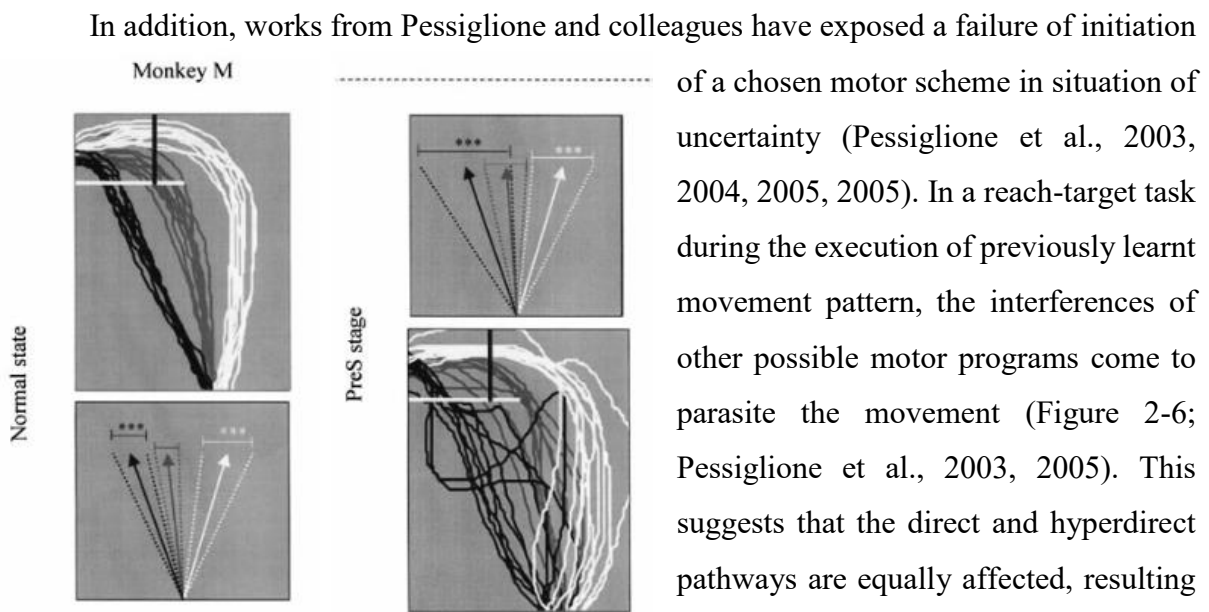 In addition, works from Pessiglione and colleagues have exposed a failure of initiation
Monkey M
Normal state
***
***
PreS stage
***
***
of a chosen motor scheme in situation of
uncertainty (Pessiglione et al., 2003,
2004, 2005, 2005). In a reach-target task
during the execution of previously learnt
movement pattern, the interferences of
other possible motor programs come to
parasite the movement (Figure 2-6;
Pessiglione et al., 2003, 2005). This
suggests that the direct and hyperdirect
pathways are equally affected, resulting